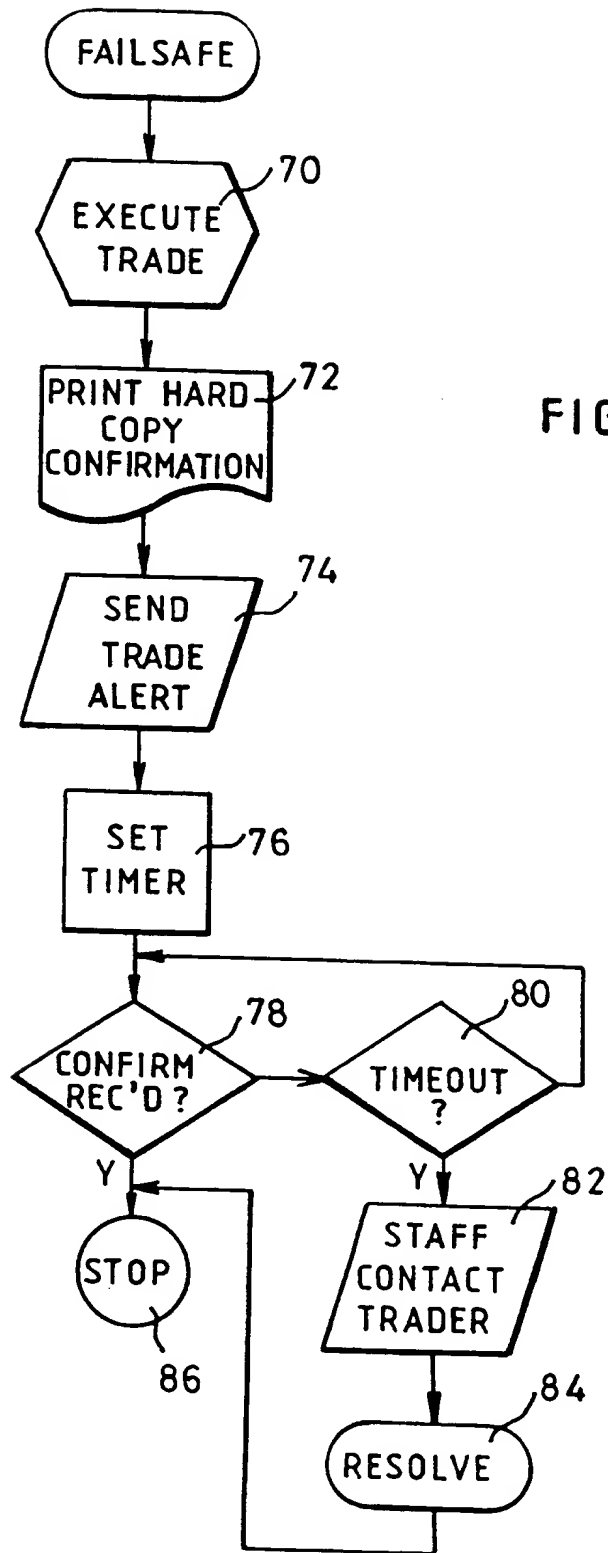 FAILSAFE
70
EXECUTE
TRADE
72
PRINT HARD
COPY
CONFIRMATION
FIG
74
SEND
TRADE
ALERT
SET
TIMER
76
78
CONFIRM
REC'D?
80
TIMEOUT
?
Y
Y
82
STAFF
CONTACT
TRADER
STOP
86
84
RESOLVE